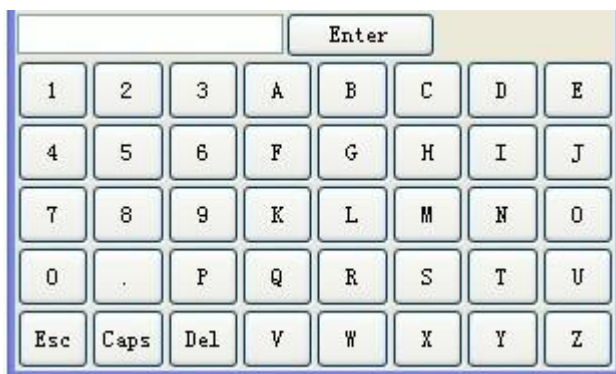 Enter
1 2 3 A B C D E
4 5 6 F G H I J
7 8 9 K L M N O
0 . P Q R S T U
Esc Caps Del V W X Y Z